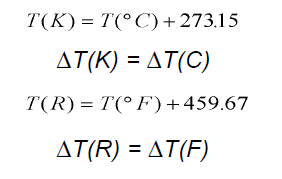 T(K) = T(° C) + 273.15
ΔT(K) = ΔT(C)
T(R) = T(° F) + 459.67
ΔT(R) = ΔT(F)